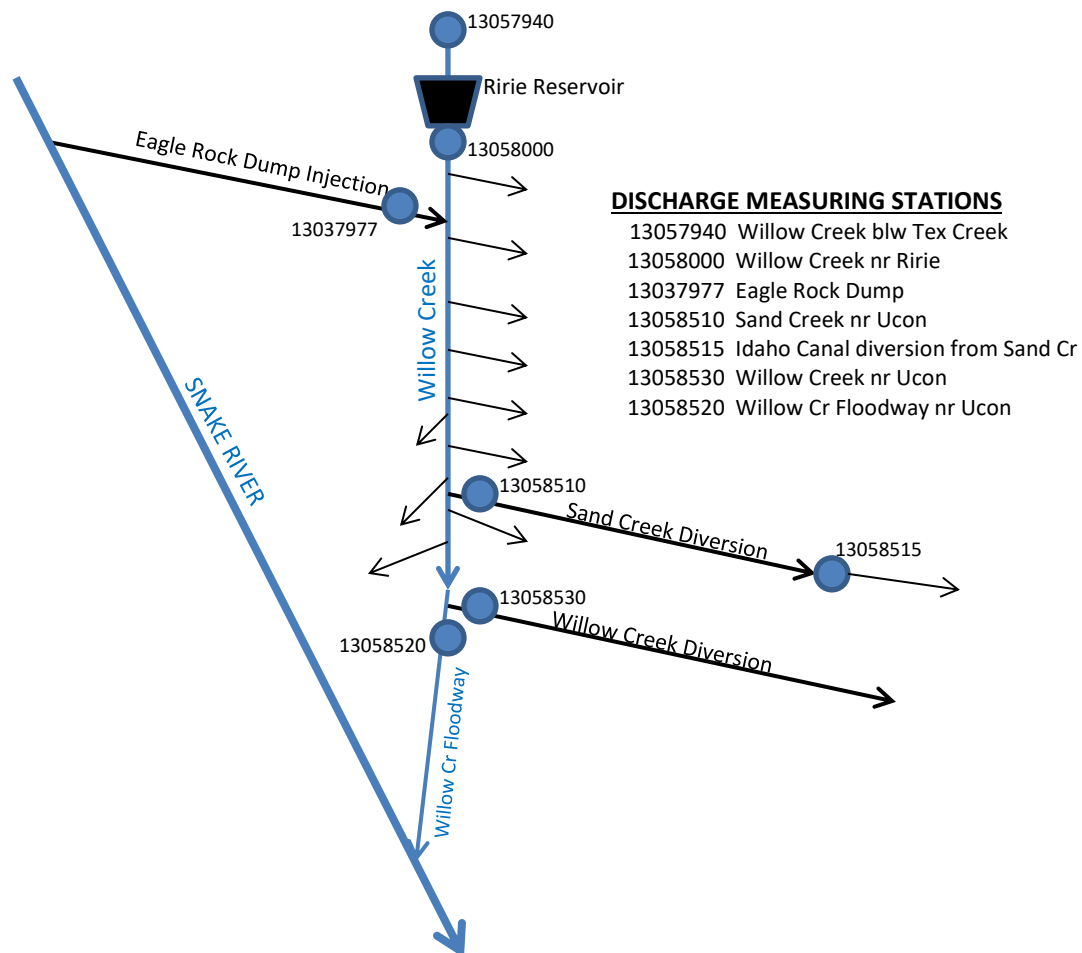 13057940
Ririe Reservoir
13058000
Eagle Rock Dump Injection
13037977
Willow Creek
SNAKE RIVER
DISCHARGE MEASURING STATIONS
13057940 Willow Creek blw Tex Creek
13058000 Willow Creek nr Ririe
13037977 Eagle Rock Dump
13058510 Sand Creek nr Ucon
13058515 Idaho Canal diversion from Sand Cr
13058530 Willow Creek nr Ucon
13058520 Willow Cr Floodway nr Ucon
13058510
Sand Creek Diversion
13058515
13058530
Willow Creek Diversion
13058520
Willow Cr Floodway